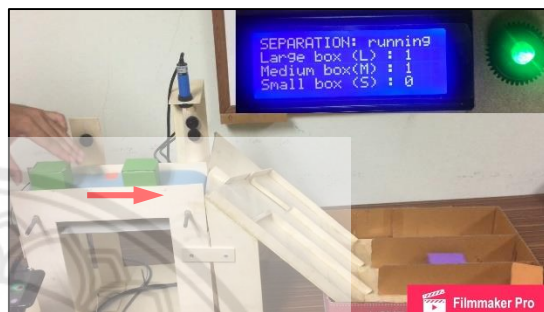 SEPARATION: running
Large box (L) : 1
Medium box(M) : 1
Small box (S) : 0
Filmmaker Pro